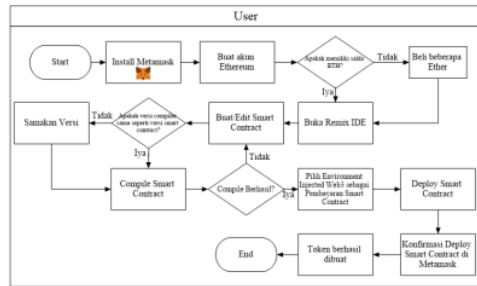 User
Start
Install Metamask
Buat akun
Ethereum
Apakah memiliki saldo
ETH?
Tidak
Beli beberapa
Ether
Iya
Samakan Versi
Tidak
Apakah versi compiler
sama seperti versi smart
contract?
Buat/Edit Smart
Contract
Buka Remix IDE
Iya
Tidak
Compile Smart
Contract
Compile Berhasil?
Iya
Pilih Environment
Injected Web3 sebagai
Pembayaran Smart
Contract
Deploy Smart
Contract
End
Token berhasil
dibuat
Konfirmasi Deploy
Smart Contract di
Metamask